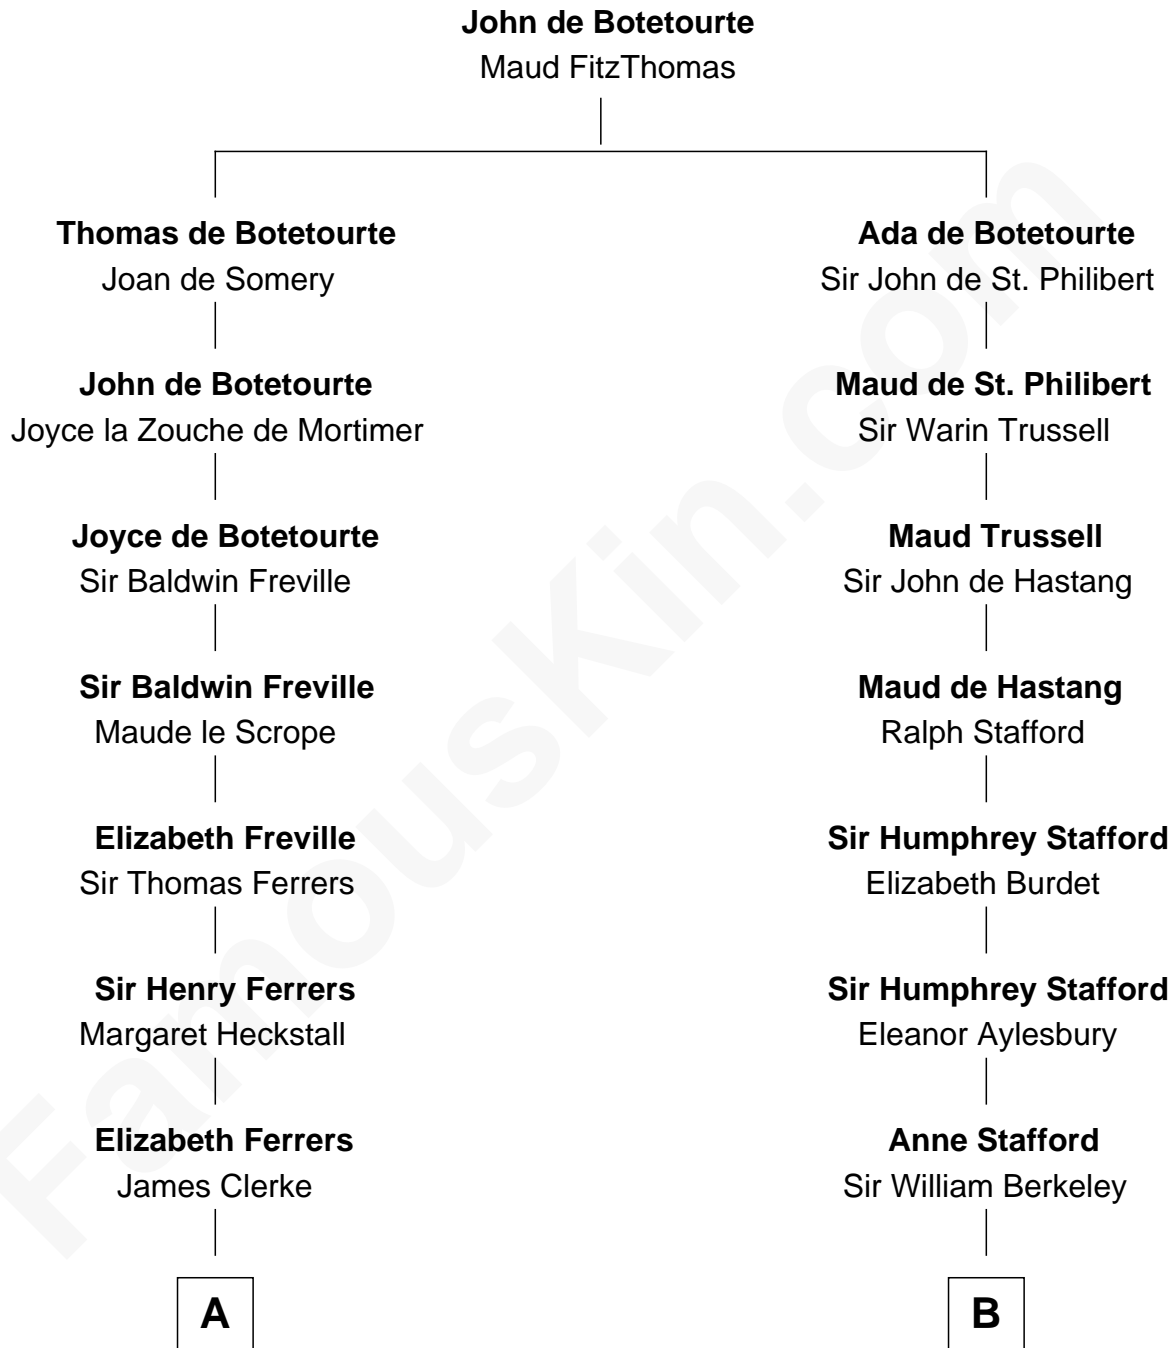 John de Botetourte
Maud FitzThomas
Thomas de Botetourte
Joan de Somery
John de Botetourte
Joyce la Zouche de Mortimer
Joyce de Botetourte
Sir Baldwin Freville
Sir Baldwin Freville
Maude le Scrope
Elizabeth Freville
Sir Thomas Ferrers
Sir Henry Ferrers
Margaret Heckstall
Elizabeth Ferrers
James Clerke
A
Ada de Botetourte
Sir John de St. Philibert
Maud de St. Philibert
Sir Warin Trussell
Maud Trussell
Sir John de Hastang
Maud de Hastang
Ralph Stafford
Sir Humphrey Stafford
Elizabeth Burdet
Sir Humphrey Stafford
Eleanor Aylesbury
Anne Stafford
Sir William Berkeley
B
FamousKin.com